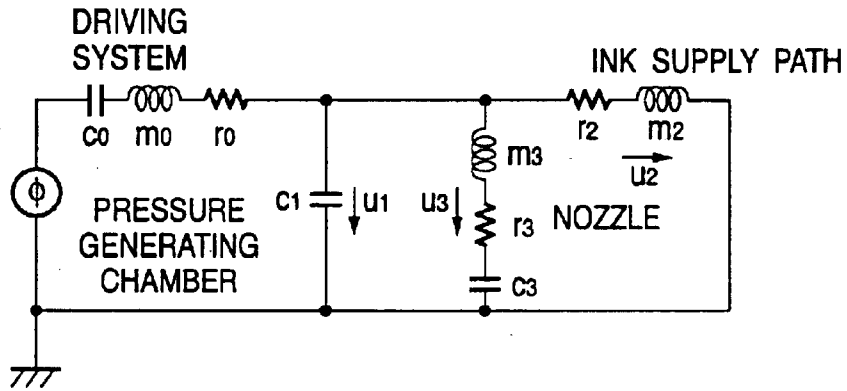 DRIVING
SYSTEM
INK SUPPLY PATH
c0 m0 r0
r2 m2
u2
m3
ϕ
PRESSURE
GENERATING
CHAMBER
c1 u1
u3 r3 NOZZLE
c3